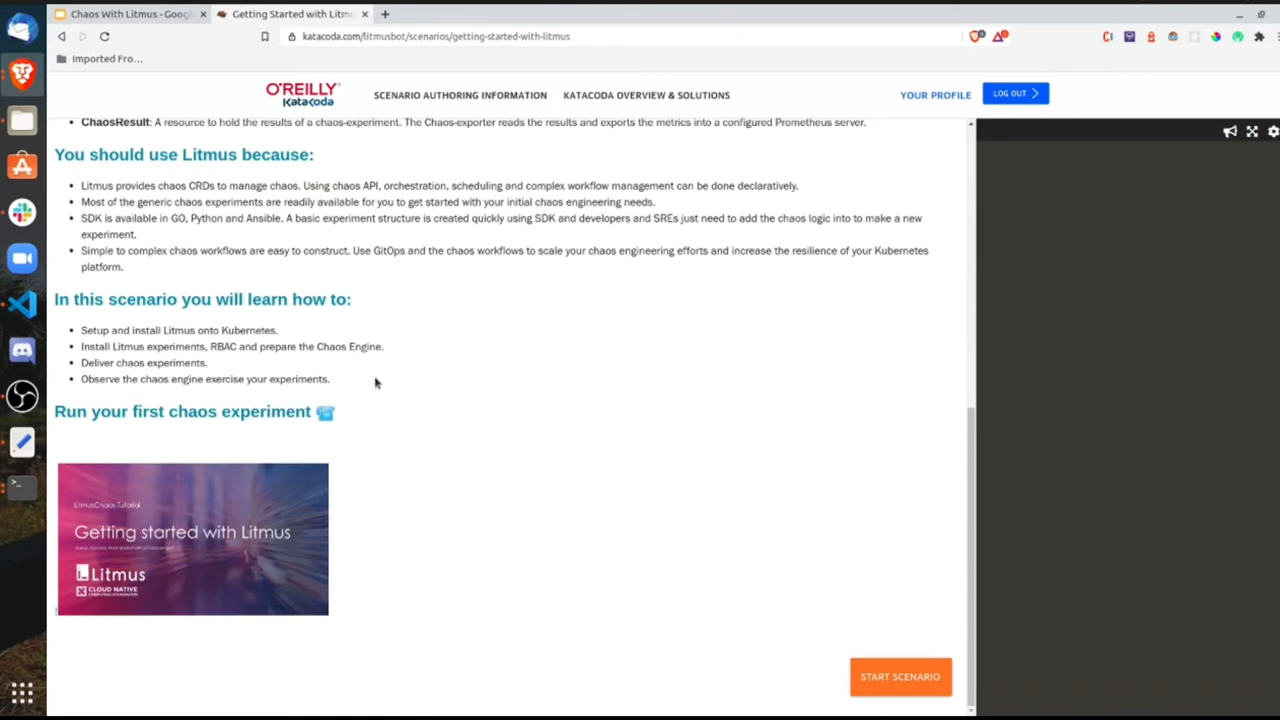 Chaos With Litmus - Goog
Getting Started with Litm
katacoda.com/litmusbot/scenarios/getting-started-with-litmus
Imported Fro...
O'REILLY
Katacoda
SCENARIO AUTHORING INFORMATION
KATACODA OVERVIEW & SOLUTIONS
YOUR PROFILE
LOG OUT
ChaosResult: A resource to hold the results of a chaos-experiment. The Chaos-exporter reads the results and exports the metrics into a configured Prometheus server.
You should use Litmus because:
Litmus provides chaos CRDs to manage chaos. Using chaos API, orchestration, scheduling and complex workflow management can be done declaratively.
Most of the generic chaos experiments are readily available for you to get started with your initial chaos engineering needs.
SDK is available in GO, Python and Ansible. A basic experiment structure is created quickly using SDK and developers and SREs just need to add the chaos logic into to make a new
experiment.
Simple to complex chaos workflows are easy to construct. Use GitOps and the chaos workflows to scale your chaos engineering efforts and increase the resilience of your Kubernetes
platform.
In this scenario you will learn how to:
Setup and install Litmus onto Kubernetes.
Install Litmus experiments, RBAC and prepare the Chaos Engine.
Deliver chaos experiments.
Observe the chaos engine exercise your experiments.
Run your first chaos experiment
LitmusChaos Tutorial
Getting started with Litmus
Litmus
CLOUD NATIVE
START SCENARIO